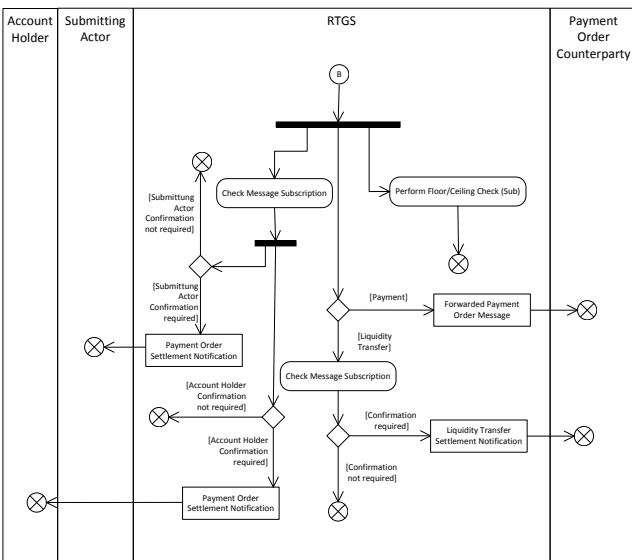 Account
Holder
Submitting
Actor
RTGS
Payment
Order
Counterparty
B
Check Message Subscription
Perform Floor/Ceiling Check (Sub)
[Submittung
Actor
Confirmation
not required]
[Submittung
Actor
Confirmation
required]
[Payment]
Forwarded Payment
Order Message
[Liquidity
Transfer]
Payment Order
Settlement Notification
Check Message Subscription
[Account Holder
Confirmation
not required]
[Confirmation
required]
Liquidity Transfer
Settlement Notification
[Account Holder
Confirmation
required]
[Confirmation
not required]
Payment Order
Settlement Notification